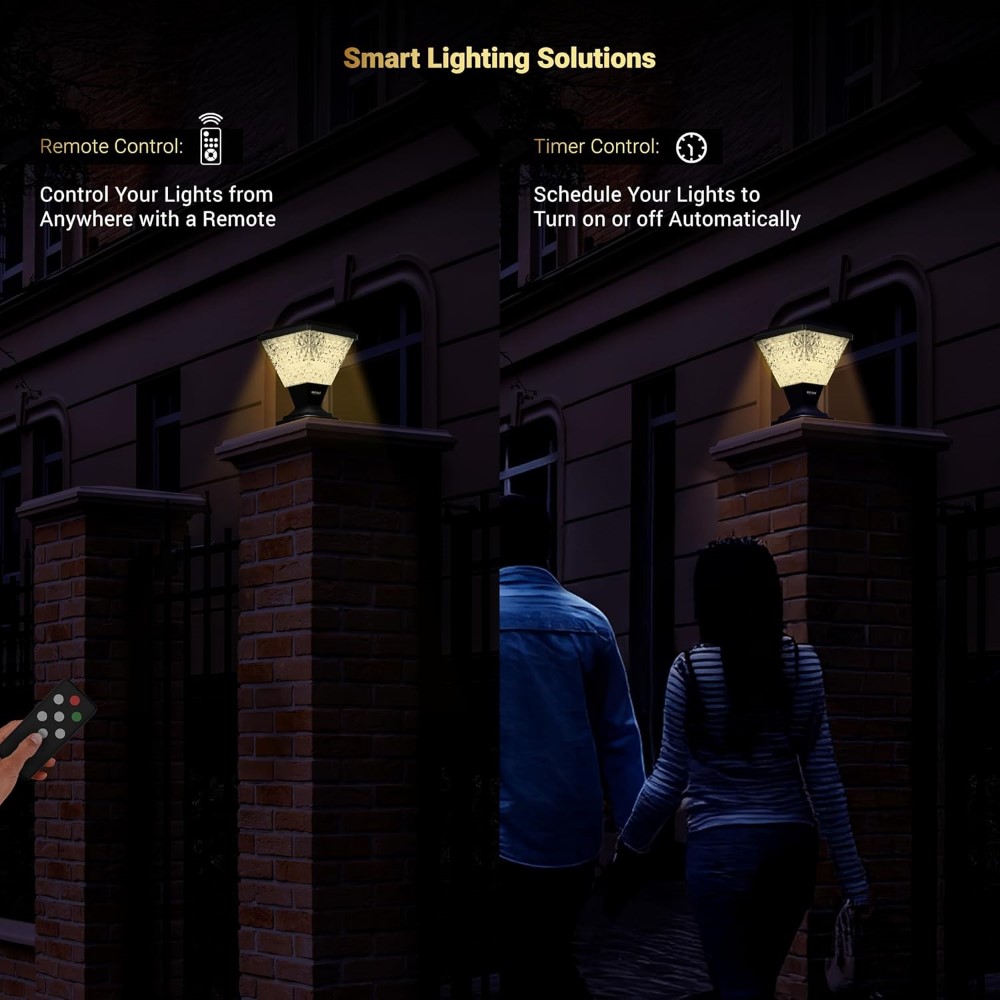 Smart Lighting Solutions
Remote Control:
Control Your Lights from
Anywhere with a Remote
Timer Control:
Schedule Your Lights to
Turn on or off Automatically